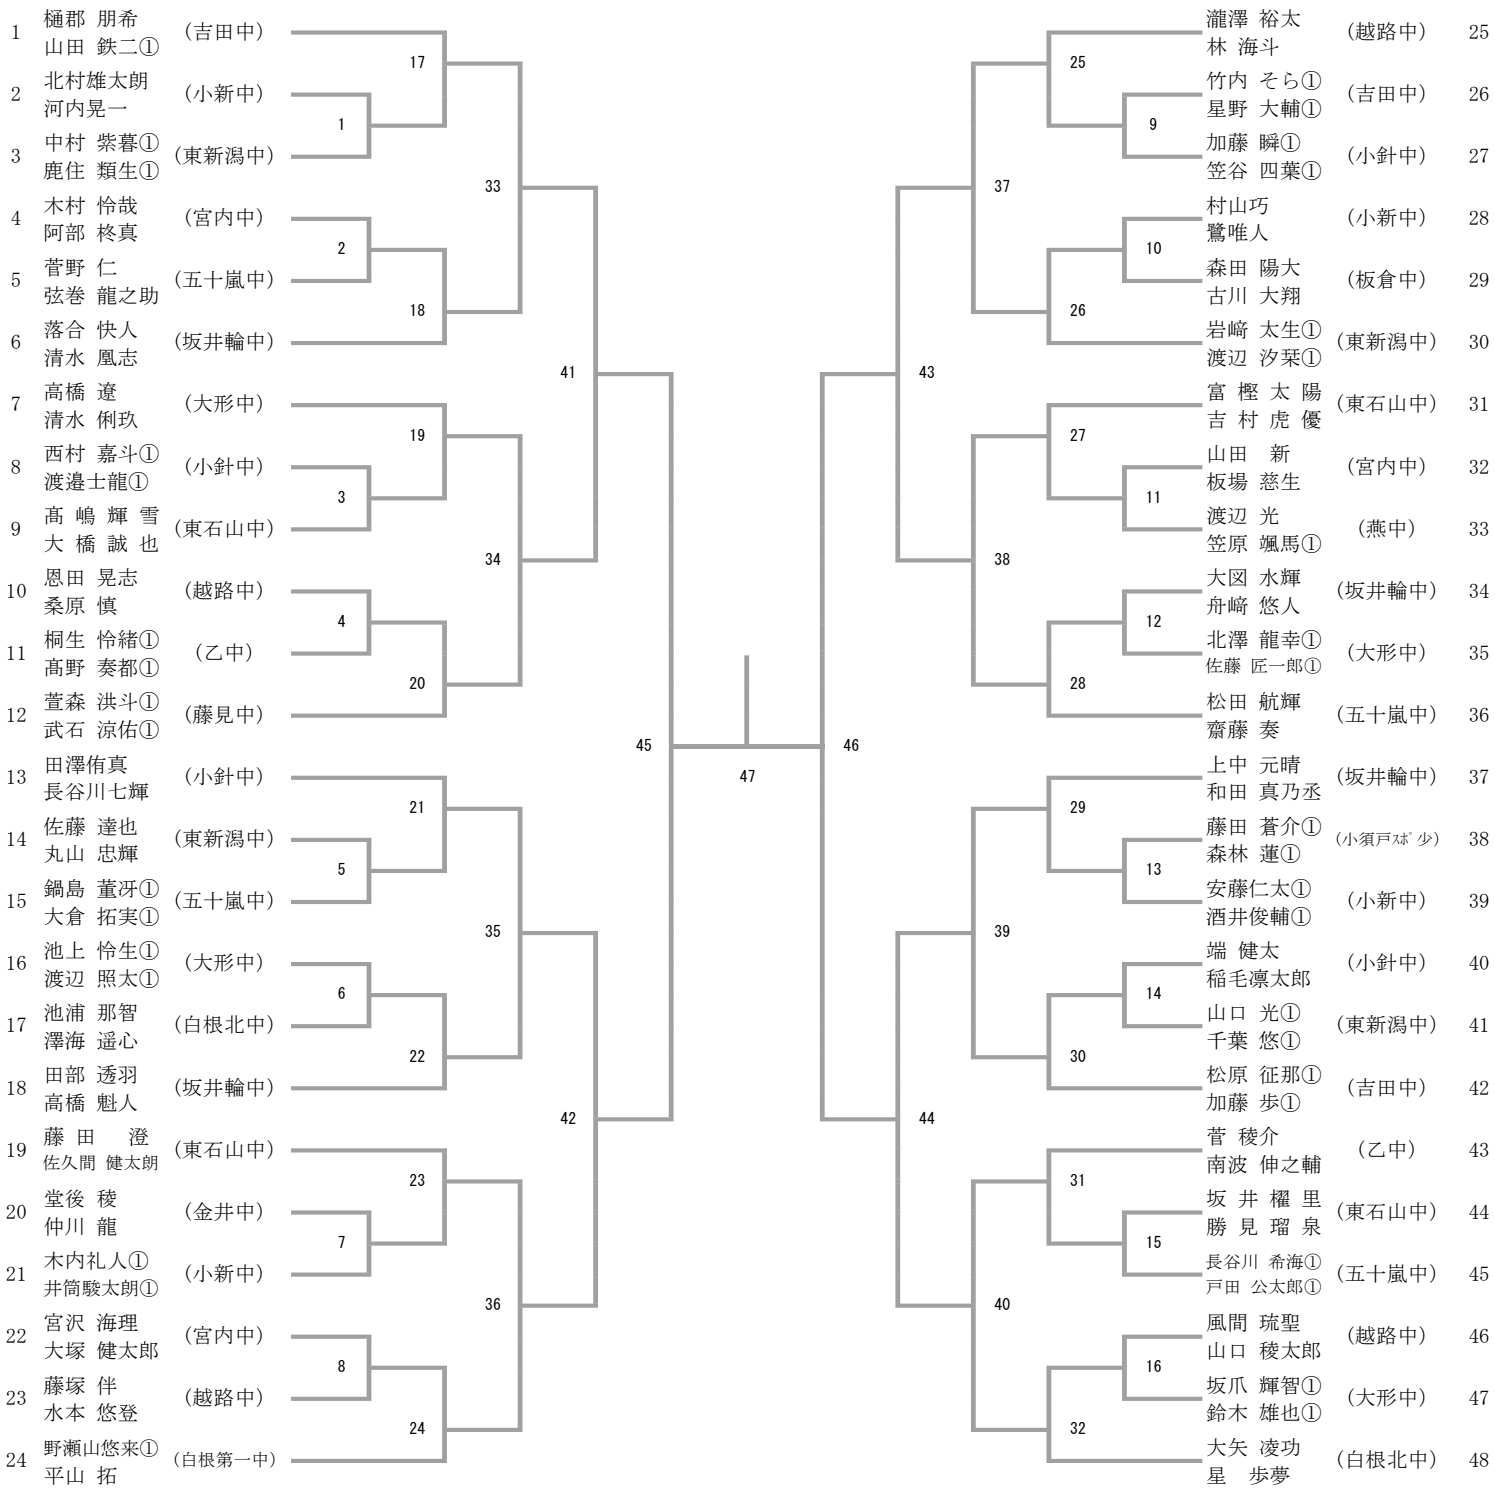 1 樋郡 朋希 (吉田中)
山田 鉄二①
2 北村雄太朗 (小新中)
河内晃一
3 中村 紫暮① (東新潟中)
鹿住 類生①
4 木村 怜哉 (宮内中)
阿部 柊真
5 菅野 仁 (五十嵐中)
弦巻 龍之助
6 落合 快人 (坂井輪中)
清水 凰志
7 高橋 遼 (大形中)
清水 俐玖
8 西村 嘉斗① (小針中)
渡邉士龍①
9 髙嶋輝雪 (東石山中)
大橋誠也
10 恩田 晃志 (越路中)
桑原 慎
11 桐生 怜緒① (乙中)
髙野 奏都①
12 萱森 洪斗① (藤見中)
武石 涼佑①
13 田澤侑真 (小針中)
長谷川七輝
14 佐藤 達也 (東新潟中)
丸山 忠輝
15 鍋島 董冴① (五十嵐中)
大倉 拓実①
16 池上 怜生① (大形中)
渡辺 照太①
17 池浦 那智 (白根北中)
澤海 遥心
18 田部 透羽 (坂井輪中)
高橋 魁人
19 藤田 澄 (東石山中)
佐久間 健太朗
20 堂後 稜 (金井中)
仲川 龍
21 木内礼人① (小新中)
井筒駿太朗①
22 宮沢 海理 (宮内中)
大塚 健太郎
23 藤塚 伴 (越路中)
水本 悠登
24 野瀬山悠来① (白根第一中)
平山 拓
1
2
3
4
5
6
7
8
17
18
19
20
21
22
23
24
33
34
35
36
41
42
45
47
46
43
44
37
38
39
40
25
26
27
28
29
30
31
32
9
10
11
12
13
14
15
16
瀧澤 裕太 (越路中) 25
林 海斗
竹内 そら① (吉田中) 26
星野 大輔①
加藤 瞬① (小針中) 27
笠谷 四葉①
村山巧 (小新中) 28
鷺唯人
森田 陽大 (板倉中) 29
古川 大翔
岩﨑 太生① (東新潟中) 30
渡辺 汐栞①
富樫太陽 (東石山中) 31
吉村虎優
山田 新 (宮内中) 32
板場 慈生
渡辺 光 (燕中) 33
笠原 颯馬①
大図 水輝 (坂井輪中) 34
舟﨑 悠人
北澤 龍幸① (大形中) 35
佐藤 匠一郎①
松田 航輝 (五十嵐中) 36
齋藤 奏
上中 元晴 (坂井輪中) 37
和田 真乃丞
藤田 蒼介① (小須戸ｽﾎﾟ少) 38
森林 蓮①
安藤仁太① (小新中) 39
酒井俊輔①
端 健太 (小針中) 40
稲毛凛太郎
山口 光① (東新潟中) 41
千葉 悠①
松原 征那① (吉田中) 42
加藤 歩①
菅 稜介 (乙中) 43
南波 伸之輔
坂井櫂里 (東石山中) 44
勝見瑠泉
長谷川 希海① (五十嵐中) 45
戸田 公太郎①
風間 琉聖 (越路中) 46
山口 稜太郎
坂爪 輝智① (大形中) 47
鈴木 雄也①
大矢 凌功 (白根北中) 48
星 歩夢